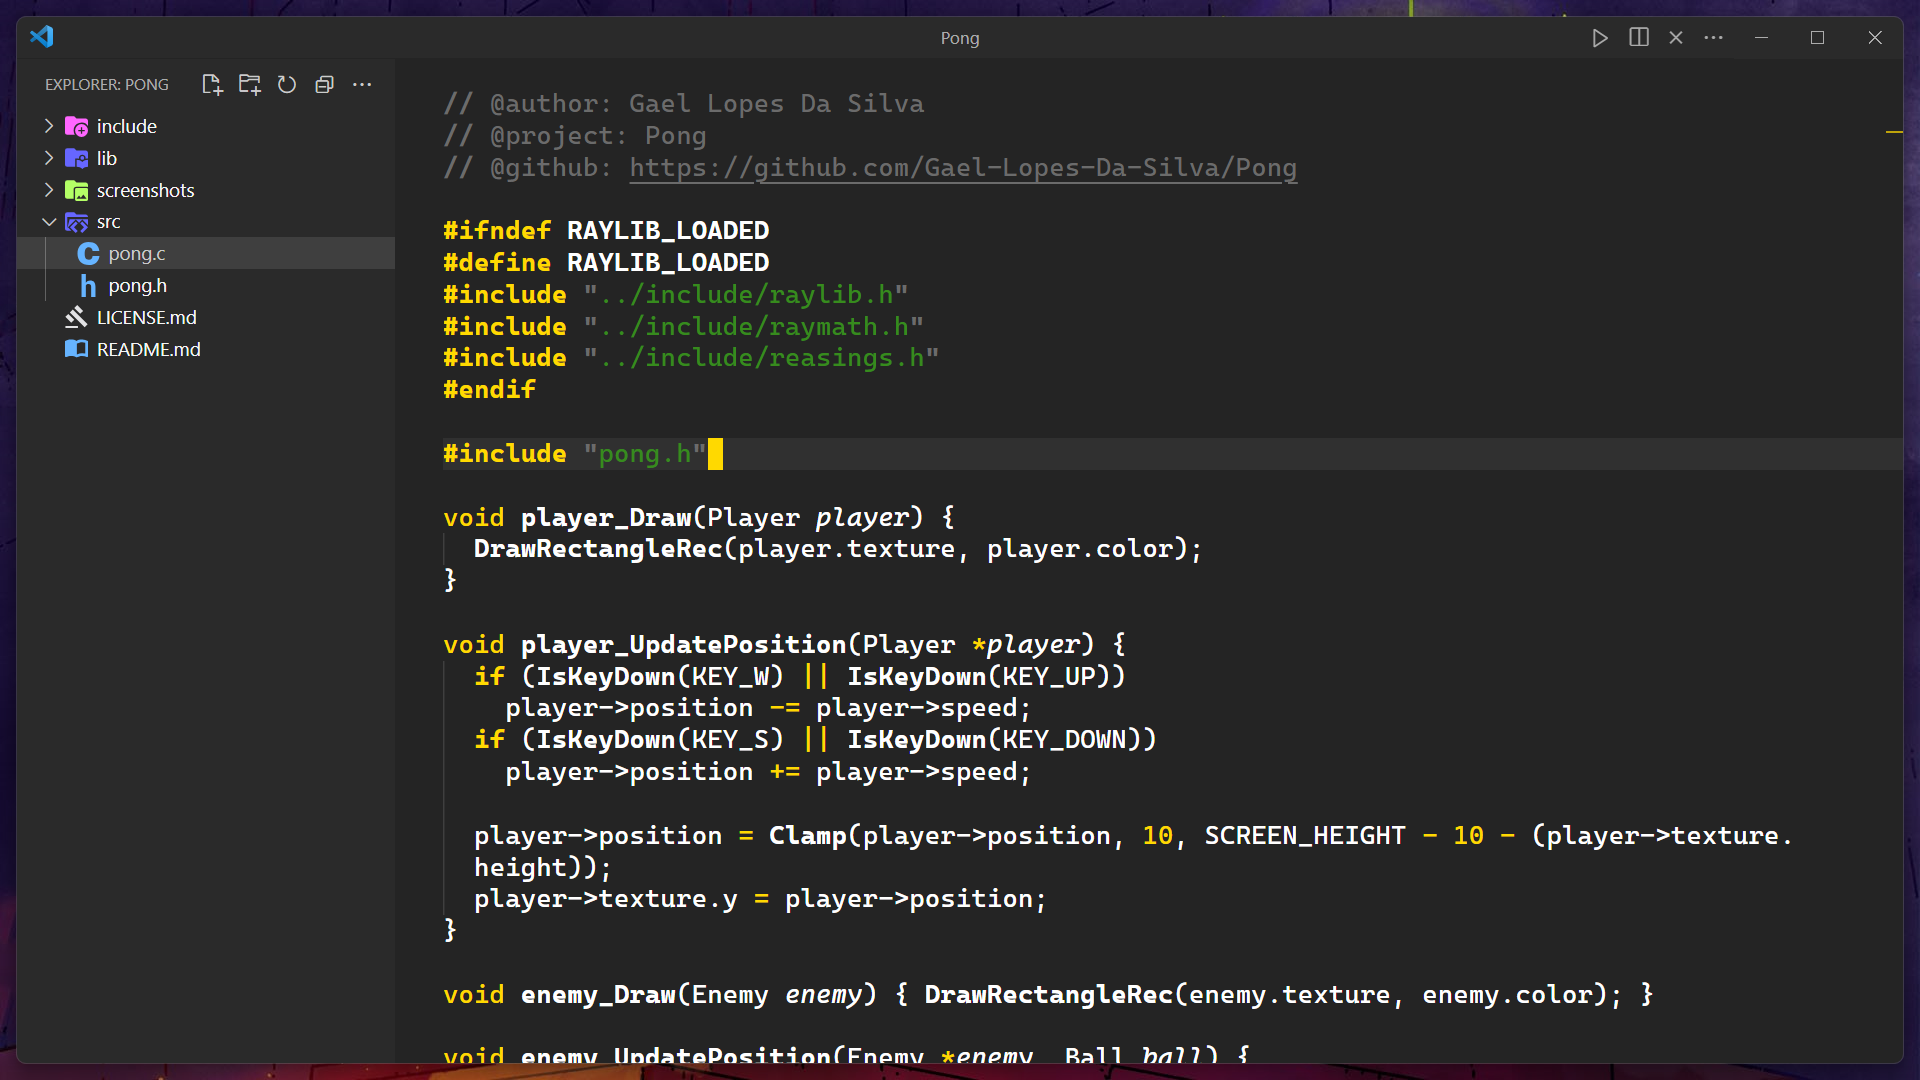 Pong
EXPLORER: PONG
include
lib
screenshots
src
C pong.c
h pong.h
LICENSE.md
README.md
// @author: Gael Lopes Da Silva
// @project: Pong
// @github: https://github.com/Gael-Lopes-Da-Silva/Pong
#ifndef RAYLIB_LOADED
#define RAYLIB_LOADED
#include "../include/raylib.h"
#include "../include/raymath.h"
#include "../include/reasings.h"
#endif
#include "pong.h"
void player_Draw(Player player) {
DrawRectangleRec(player.texture, player.color);
}
void player_UpdatePosition(Player *player) {
if (IsKeyDown(KEY_W) || IsKeyDown(KEY_UP))
player->position -= player->speed;
if (IsKeyDown(KEY_S) || IsKeyDown(KEY_DOWN))
player->position += player->speed;
player->position = Clamp(player->position, 10, SCREEN_HEIGHT - 10 - (player->texture.
height));
player->texture.y = player->position;
}
void enemy_Draw(Enemy enemy) { DrawRectangleRec(enemy.texture, enemy.color); }
void enemy_UpdatePosition(Enemy *enemy, Ball ball) {